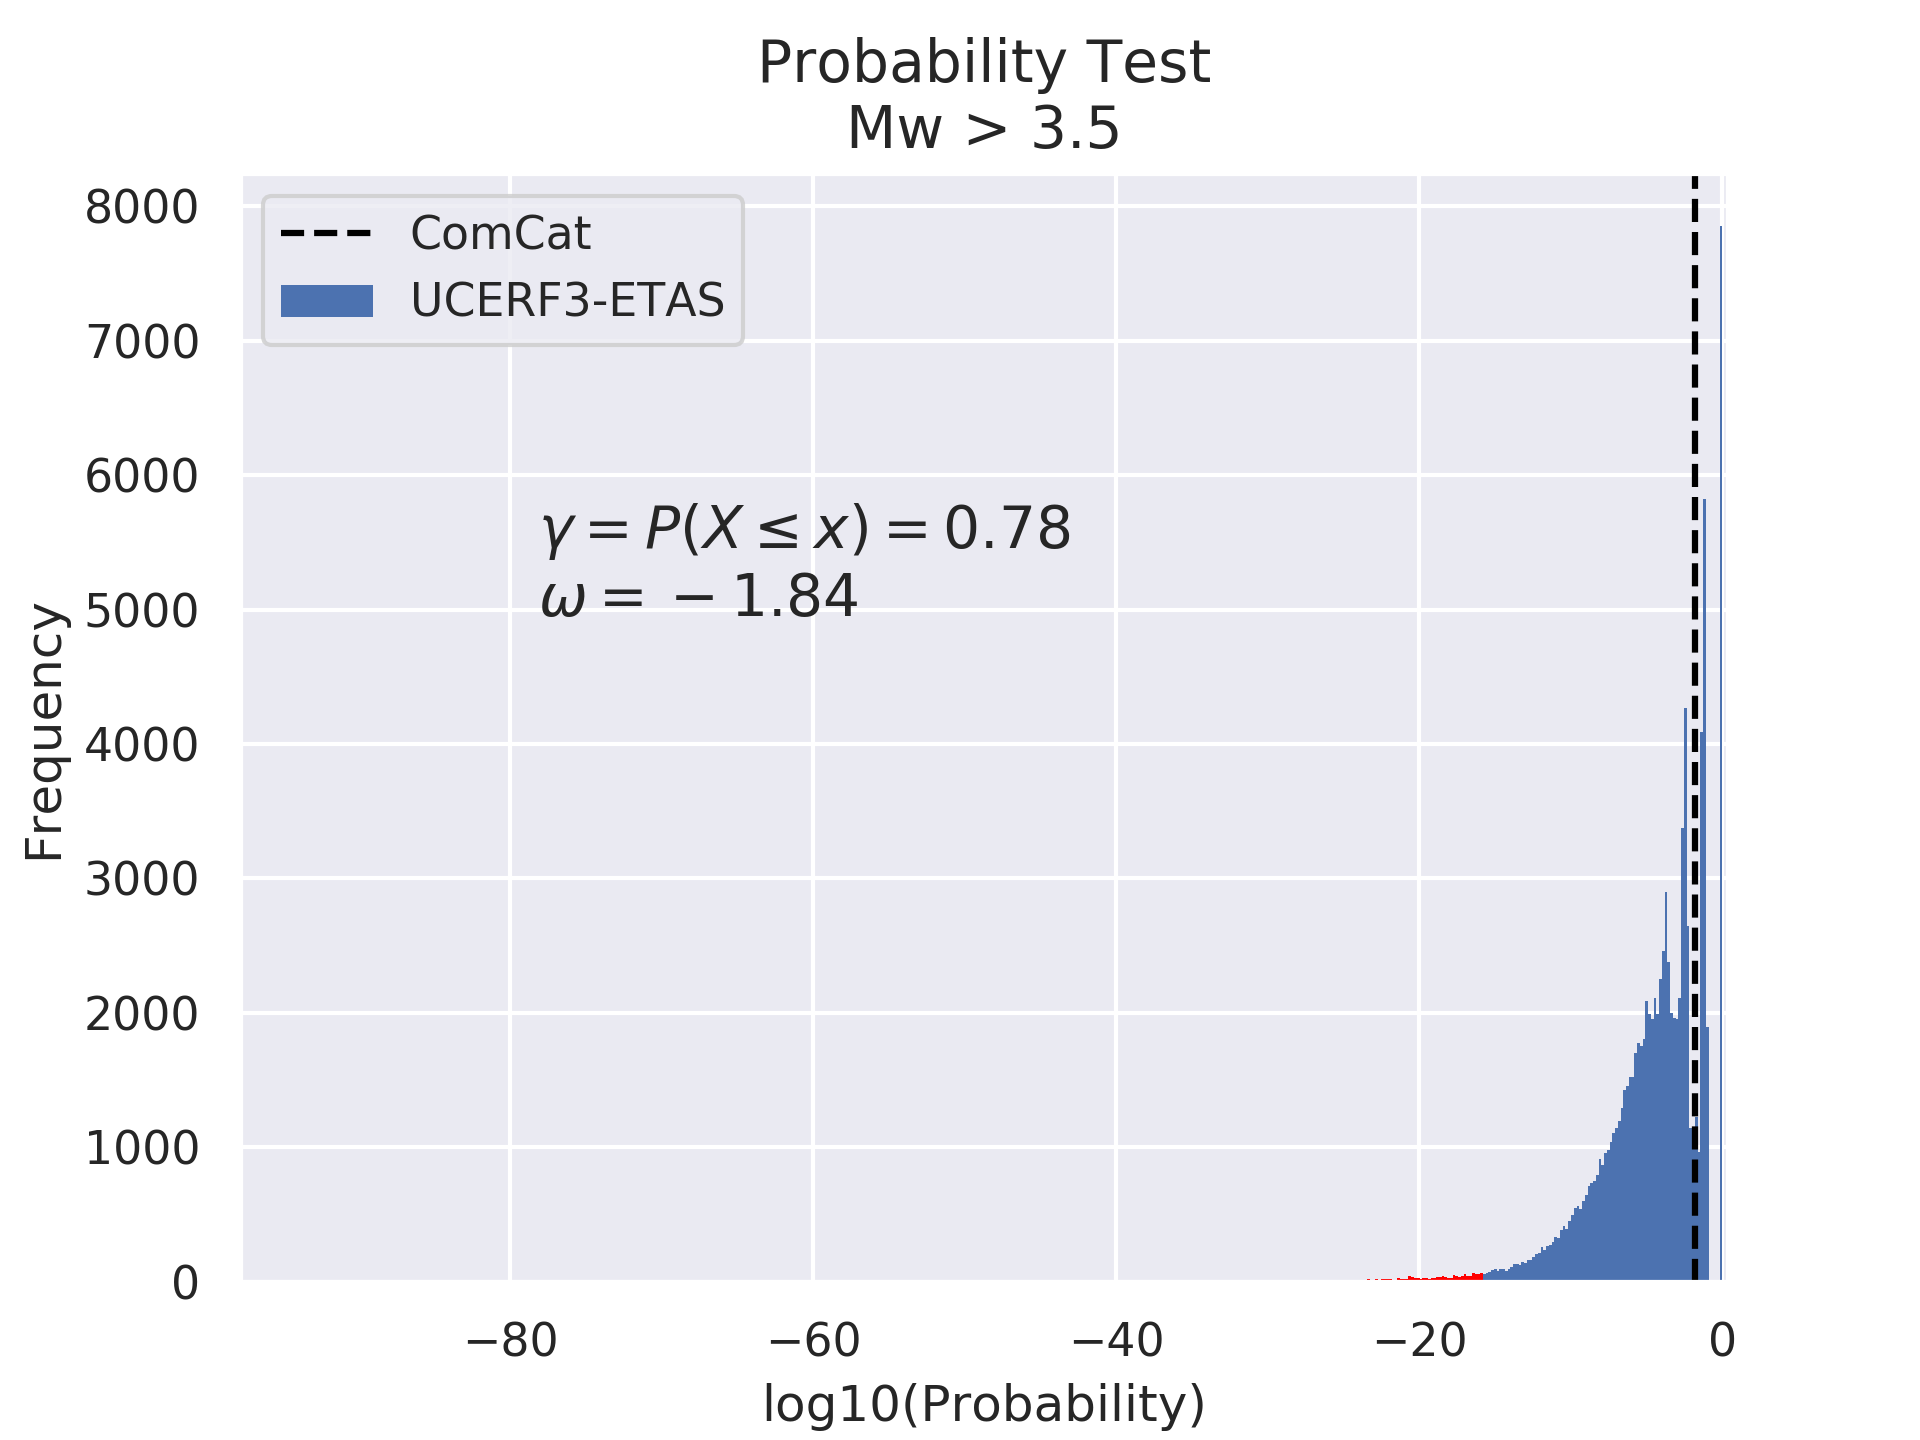 Probability Test
Mw > 3.5
8000
7000
6000
5000
4000
3000
2000
1000
0
Frequency
ComCat
UCERF3-ETAS
γ = P(X ≤ x) = 0.78
ω = − 1.84
−80 −60 −40 −20 0
log10(Probability)